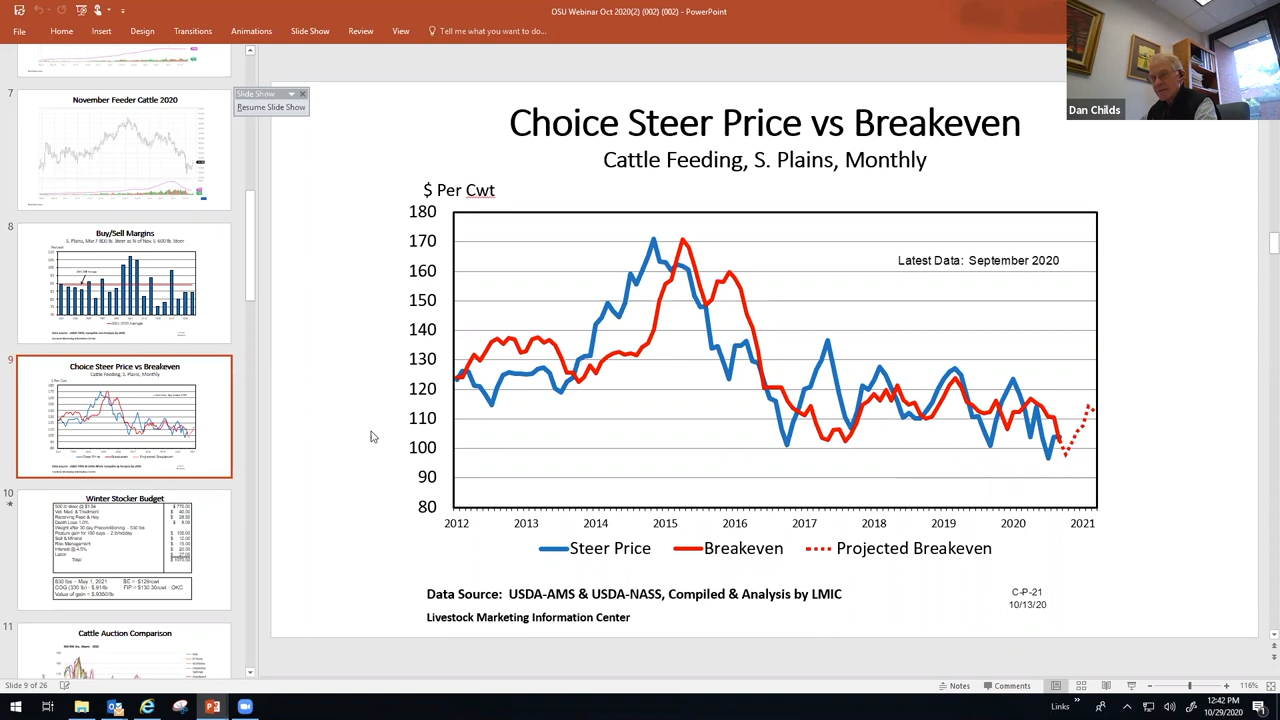 OSU Webinar Oct 2020(2) (002) (002) - PowerPoint
File Home Insert Design Transitions Animations Slide Show Review View Tell me what you want to do...
Dan Childs
7
November Feeder Cattle 2020
Slide Show
Resume Slide Show
8
Buy/Sell Margins
9
Choice Steer Price vs Breakeven
Cattle Feeding, S. Plains, Monthly
10
Winter Stocker Budget
11
Cattle Auction Comparison
Choice Steer Price vs Breakeven
Cattle Feeding, S. Plains, Monthly
$ Per Cwt
180
170
160
150
140
130
120
110
100
90
80
Latest Data: September 2020
2012 2013 2014 2015 2016 2017 2018 2019 2020 2021
Steer Price Breakeven Projected Breakeven
Data Source: USDA-AMS & USDA-NASS, Compiled & Analysis by LMIC
Livestock Marketing Information Center
C-P-21
10/13/20
Slide 9 of 26
Notes Comments 116%
Links
12:42 PM
10/29/2020